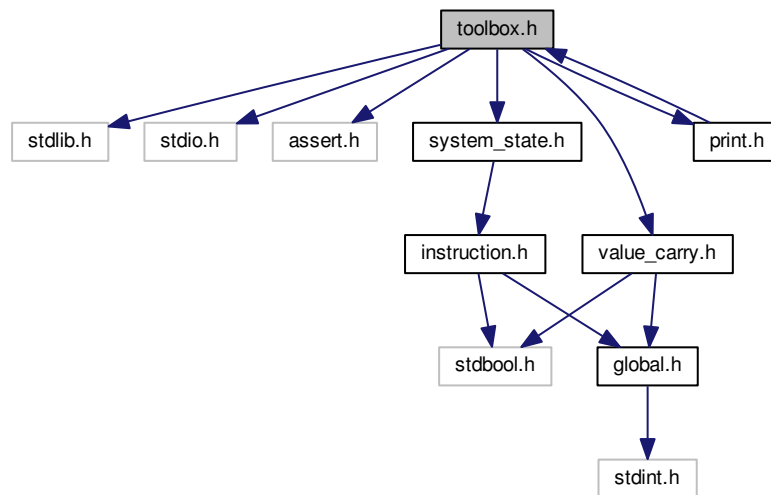 toolbox.h
stdlib.h
stdio.h
assert.h
system_state.h
print.h
instruction.h
value_carry.h
stdbool.h
global.h
stdint.h